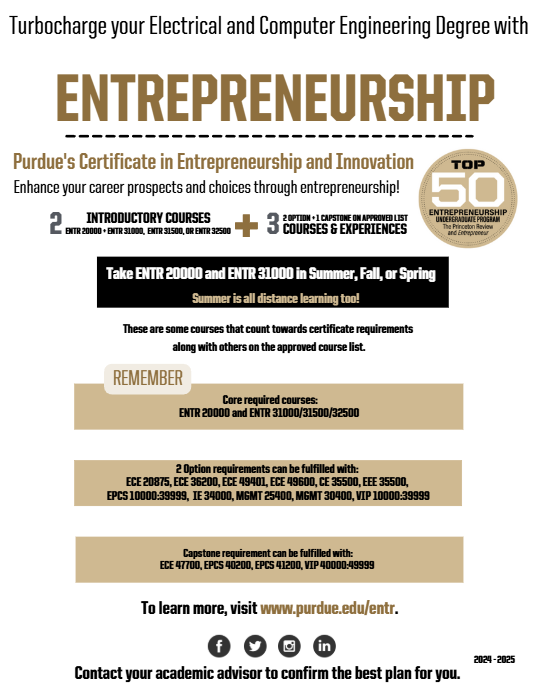 Turbocharge your Electrical and Computer Engineering Degree with
ENTREPRENEURSHIP
Purdue's Certificate in Entrepreneurship and Innovation
Enhance your career prospects and choices through entrepreneurship!
TOP
50
ENTREPRENEURSHIP
UNDERGRADUATE PROGRAM
The Princeton Review
and Entrepreneur
2 INTRODUCTORY COURSES
ENTR 20000 + ENTR 31000, ENTR 31500, OR ENTR 32500
+
3 2 OPTION + 1 CAPSTONE ON APPROVED LIST
COURSES & EXPERIENCES
Take ENTR 20000 and ENTR 31000 in Summer, Fall, or Spring
Summer is all distance learning too!
These are some courses that count towards certificate requirements
along with others on the approved course list.
REMEMBER
Core required courses:
ENTR 20000 and ENTR 31000/31500/32500
2 Option requirements can be fulfilled with:
ECE 20875, ECE 36200, ECE 49401, ECE 49600, CE 35500, EEE 35500,
EPCS 10000:39999, IE 34000, MGMT 25400, MGMT 30400, VIP 10000:39999
Capstone requirement can be fulfilled with:
ECE 47700, EPCS 40200, EPCS 41200, VIP 40000:49999
To learn more, visit www.purdue.edu/entr.
2024 - 2025
Contact your academic advisor to confirm the best plan for you.